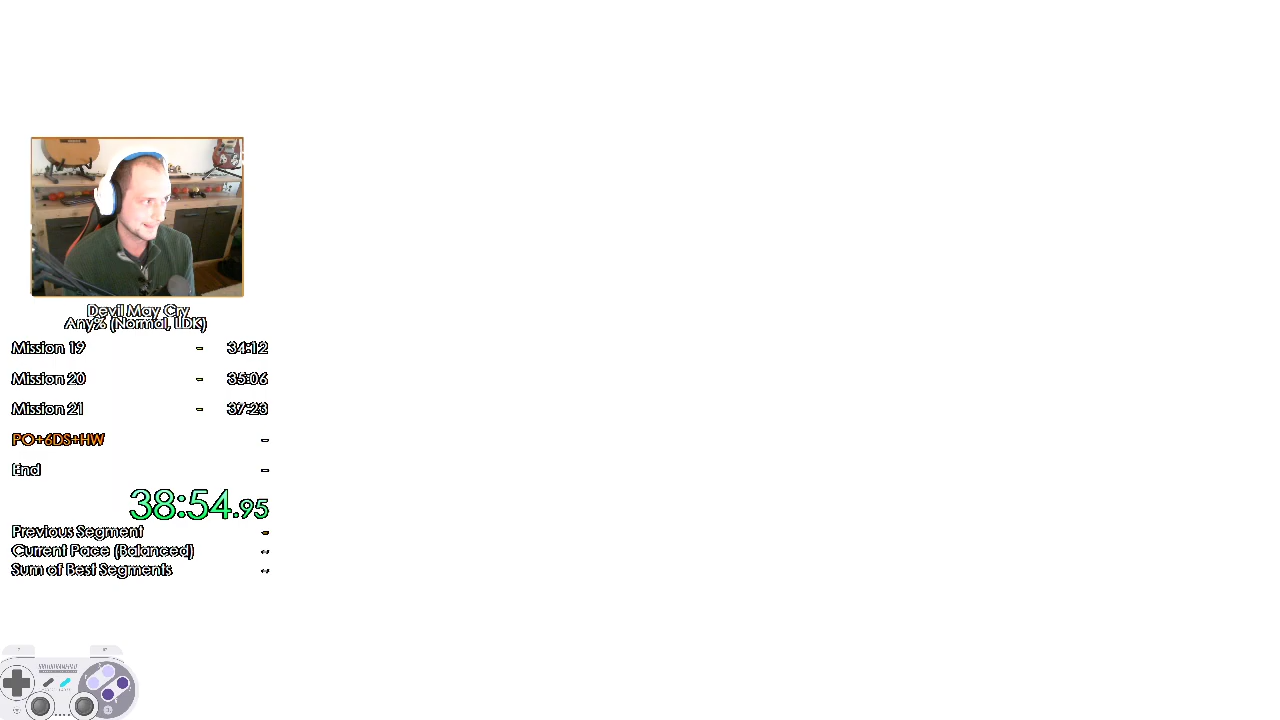 Devil May Cry
Any% (Normal, LDK)
Mission 19 - 34:12
Mission 20 - 35:06
Mission 21 - 37:23
PO+6DS+HW -
End -
38:54.95
Previous Segment -
Current Pace (Balanced) -
Sum of Best Segments -